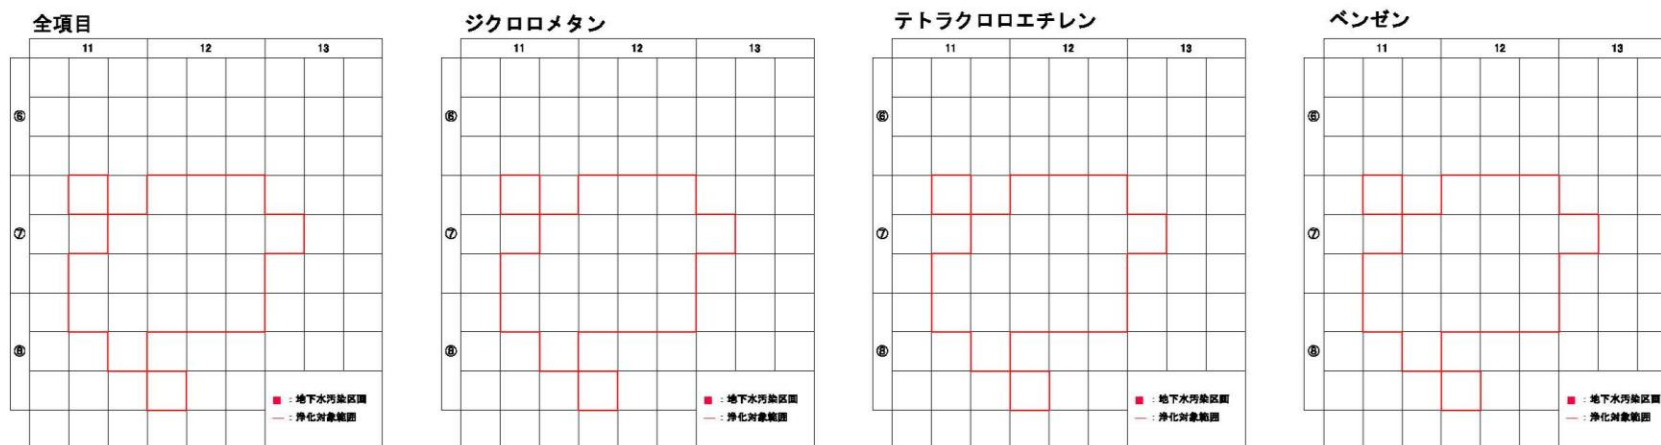 全項目
11 12 13
⑥
⑦
⑧
■ : 地下水汚染区画
— : 浄化対象範囲
ジクロロメタン
11 12 13
⑥
⑦
⑧
■ : 地下水汚染区画
— : 浄化対象範囲
テトラクロロエチレン
11 12 13
⑥
⑦
⑧
■ : 地下水汚染区画
— : 浄化対象範囲
ベンゼン
11 12 13
⑥
⑦
⑧
■ : 地下水汚染区画
— : 浄化対象範囲